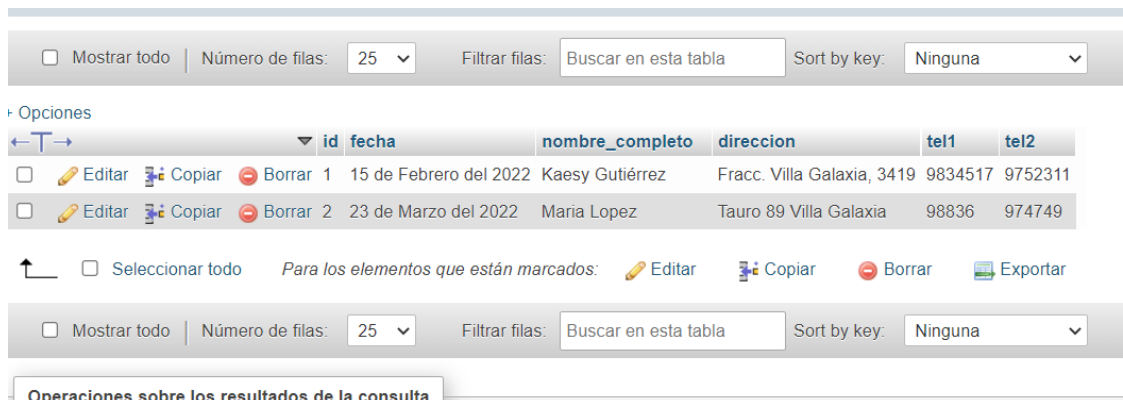 Mostrar todo | Número de filas: 25 Filtrar filas: Buscar en esta tabla Sort by key: Ninguna
+ Opciones
←T→ id fecha nombre_completo direccion tel1 tel2
Editar Copiar Borrar 1 15 de Febrero del 2022 Kaesy Gutiérrez Fracc. Villa Galaxia, 3419 9834517 9752311
Editar Copiar Borrar 2 23 de Marzo del 2022 Maria Lopez Tauro 89 Villa Galaxia 98836 974749
Seleccionar todo Para los elementos que están marcados: Editar Copiar Borrar Exportar
Mostrar todo | Número de filas: 25 Filtrar filas: Buscar en esta tabla Sort by key: Ninguna
Operaciones sobre los resultados de la consulta